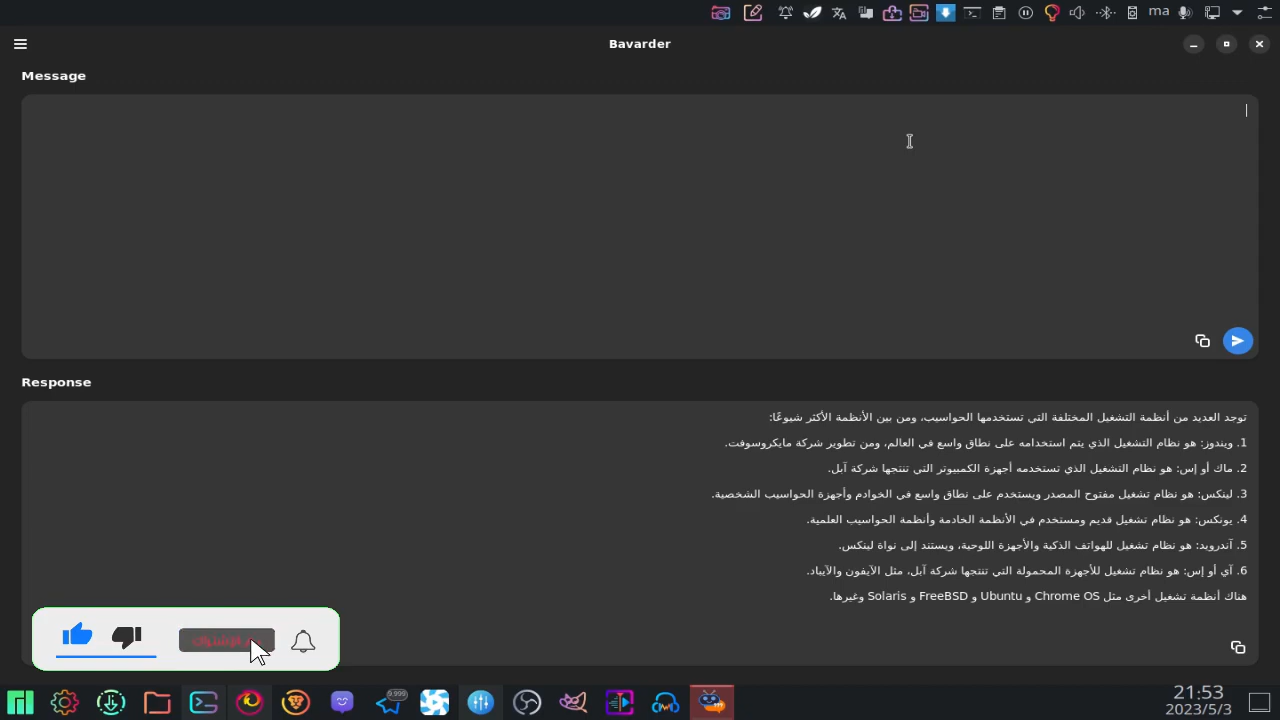 ma
Bavarder
Message
Response
توجد العديد من أنظمة التشغيل المختلفة التي تستخدمها الحواسيب، ومن بين الأنظمة الأكثر شيوعًا:
1. ويندوز: هو نظام التشغيل الذي يتم استخدامه على نطاق واسع في العالم، ومن تطوير شركة مايكروسوفت.
2. ماك أو إس: هو نظام التشغيل الذي تستخدمه أجهزة الكمبيوتر التي تنتجها شركة آبل.
3. لينكس: هو نظام تشغيل مفتوح المصدر ويستخدم على نطاق واسع في الخوادم وأجهزة الحواسيب الشخصية.
4. يونكس: هو نظام تشغيل قديم ومستخدم في الأنظمة الخادمة وأنظمة الحواسيب العلمية.
5. آندرويد: هو نظام تشغيل للهواتف الذكية والأجهزة اللوحية، ويستند إلى نواة لينكس.
6. آي أو إس: هو نظام تشغيل للأجهزة المحمولة التي تنتجها شركة آبل، مثل الآيفون والآيباد.
هناك أنظمة تشغيل أخرى مثل Chrome OS و Ubuntu و FreeBSD و Solaris وغيرها.
9.999
21:53
2023/5/3